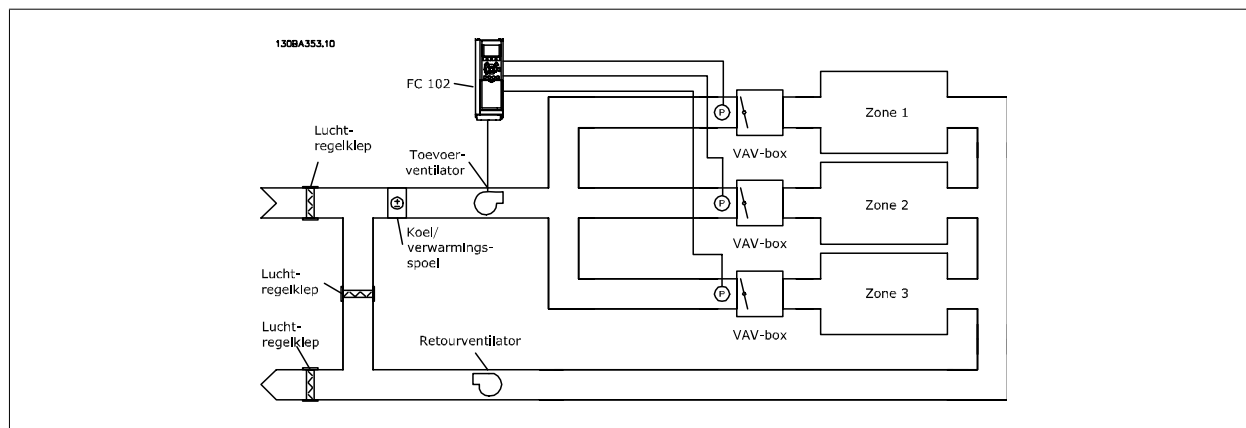 130BA353.10
FC 102
Lucht-
regelklep
Toevoer-
ventilator
P
VAV-box
Zone 1
Koel/
verwarmings-
spoel
P
VAV-box
Zone 2
Lucht-
regelklep
P
VAV-box
Zone 3
Lucht-
regelklep
Retourventilator